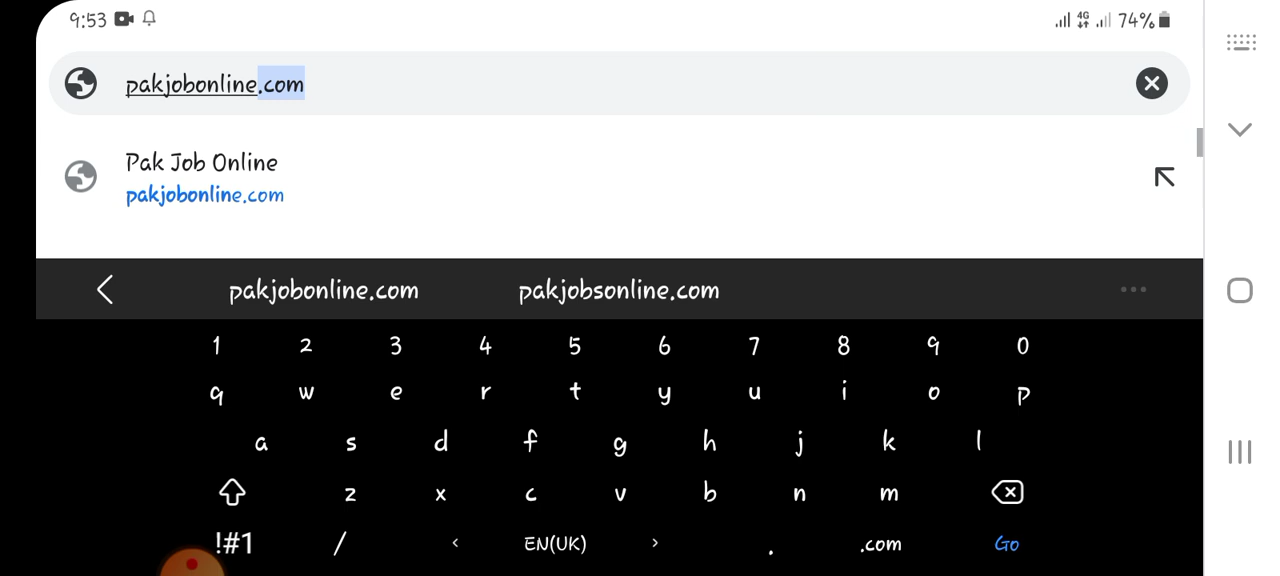 9:53 4G 74%
pakjobonline.com
Pak Job Online
pakjobonline.com
pakjobonline.com pakjobsonline.com
1 2 3 4 5 6 7 8 9 0
q w e r t y u i o p
a s d f g h j k l
z x c v b n m
!#1 / < EN(UK) > . .com Go